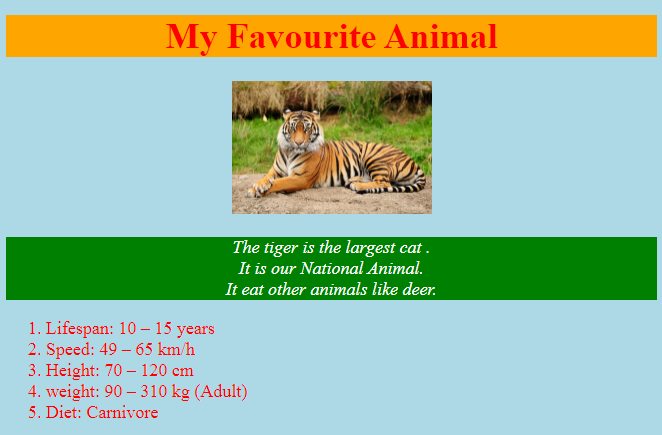 My Favourite Animal
The tiger is the largest cat .
It is our National Animal.
It eat other animals like deer.
1. Lifespan: 10 – 15 years
2. Speed: 49 – 65 km/h
3. Height: 70 – 120 cm
4. weight: 90 – 310 kg (Adult)
5. Diet: Carnivore